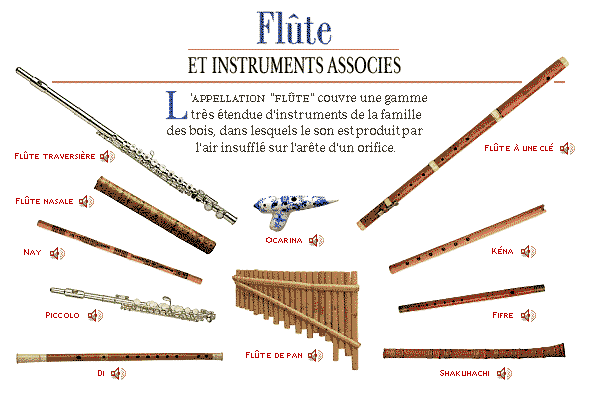 Flûte
ET INSTRUMENTS ASSOCIES
L'APPELLATION "FLÛTE" couvre une gamme
très étendue d'instruments de la famille
des bois, dans lesquels le son est produit par
l'air insufflé sur l'arête d'un orifice.
FLÛTE TRAVERSIÈRE
FLÛTE À UNE CLÉ
FLÛTE NASALE
OCARINA
NAY
KÉNA
PICCOLO
FIFRE
FLÛTE DE PAN
DI
SHAKUHACHI